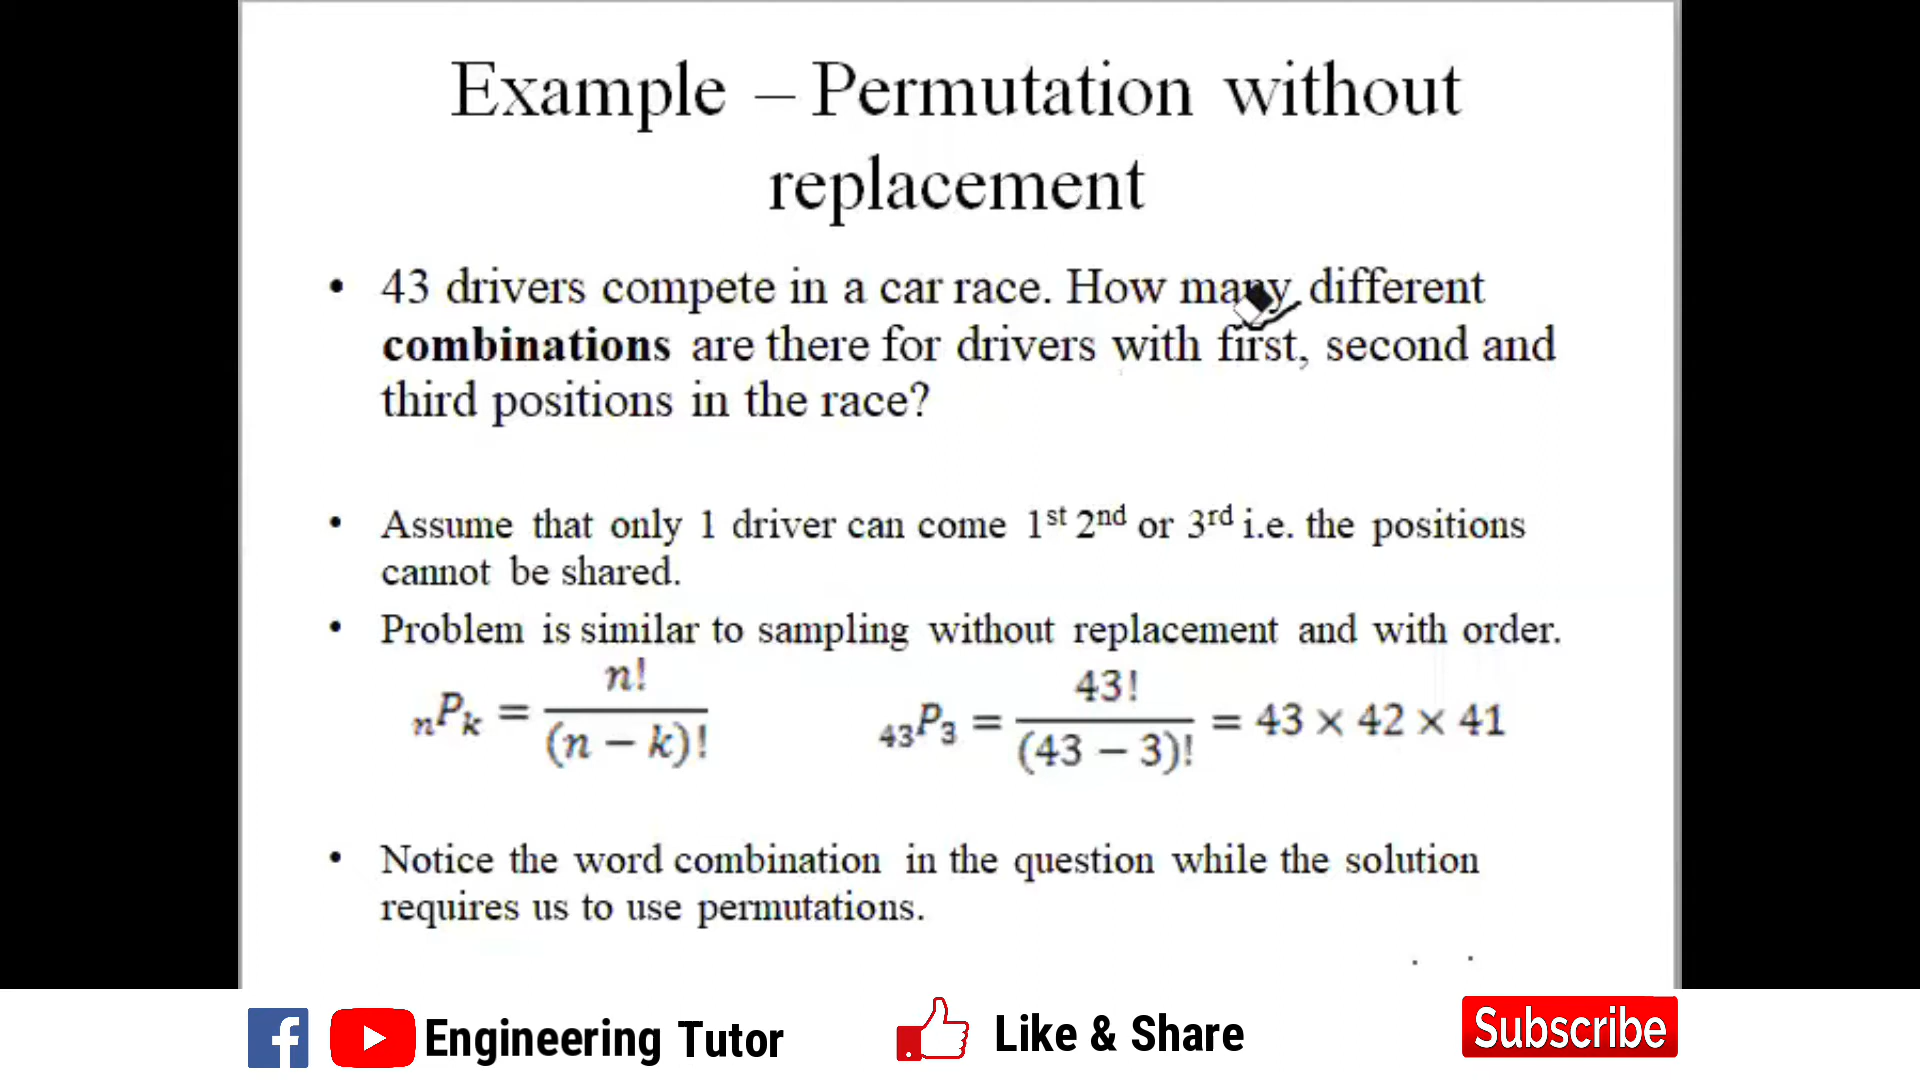 Example – Permutation without
replacement
• 43 drivers compete in a car race. How many different
combinations are there for drivers with first, second and
third positions in the race?
• Assume that only 1 driver can come 1st 2nd or 3rd i.e. the positions
cannot be shared.
• Problem is similar to sampling without replacement and with order.
ₙPₖ = n! / (n − k)!   ₄₃P₃ = 43! / (43 − 3)! = 43 × 42 × 41
• Notice the word combination in the question while the solution
requires us to use permutations.
Engineering Tutor
Like & Share
Subscribe